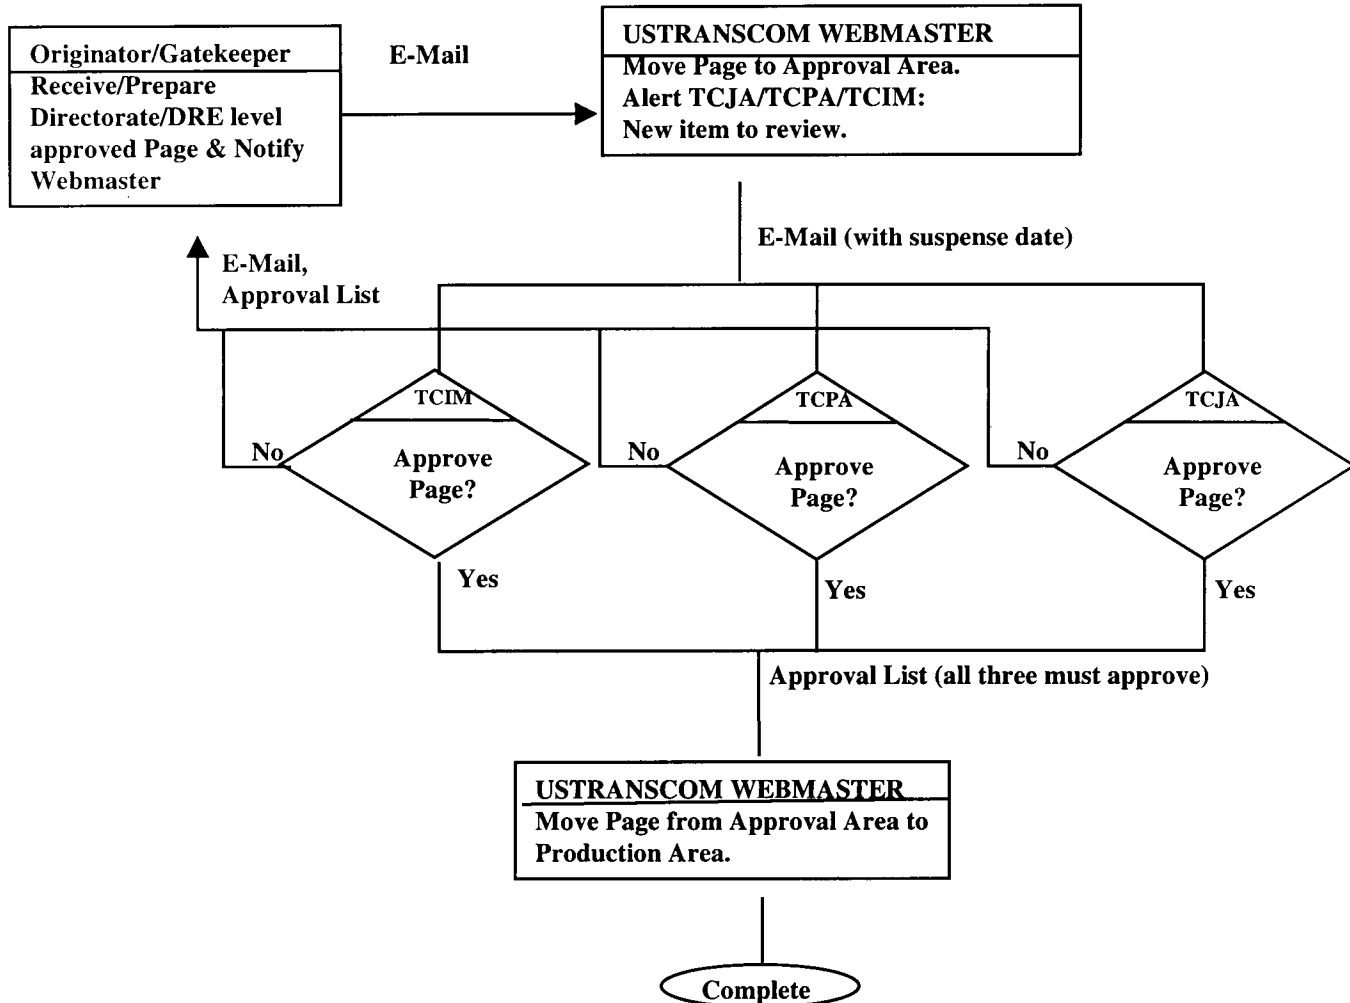 Originator/Gatekeeper
Receive/Prepare
Directorate/DRE level
approved Page & Notify
Webmaster
E-Mail
USTRANSCOM WEBMASTER
Move Page to Approval Area.
Alert TCJA/TCPA/TCIM:
New item to review.
E-Mail (with suspense date)
E-Mail,
Approval List
TCIM
No
Approve
Page?
Yes
TCPA
No
Approve
Page?
Yes
TCJA
No
Approve
Page?
Yes
Approval List (all three must approve)
USTRANSCOM WEBMASTER
Move Page from Approval Area to
Production Area.
Complete